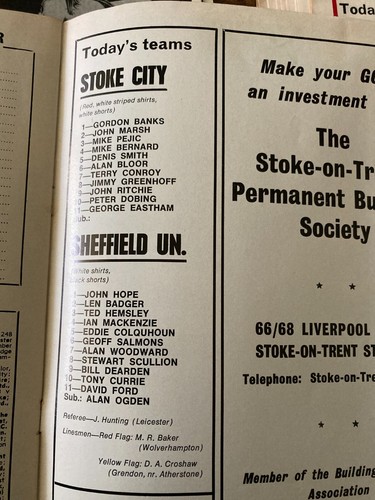 Today's teams
STOKE CITY
(Red, white striped shirts,
white shorts)
1—GORDON BANKS
2—JOHN MARSH
3—MIKE PEJIC
4—MIKE BERNARD
5—DENIS SMITH
6—ALAN BLOOR
7—TERRY CONROY
8—JIMMY GREENHOFF
9—JOHN RITCHIE
10—PETER DOBING
11—GEORGE EASTHAM
Sub.:
SHEFFIELD UN.
(White shirts,
black shorts)
1—JOHN HOPE
2—LEN BADGER
3—TED HEMSLEY
4—IAN MACKENZIE
5—EDDIE COLQUHOUN
6—GEOFF SALMONS
7—ALAN WOODWARD
8—STEWART SCULLION
9—BILL DEARDEN
10—TONY CURRIE
11—DAVID FORD
Sub.: ALAN OGDEN
Referee—J. Hunting (Leicester)
Linesmen—Red Flag: M. R. Baker
(Wolverhampton)
Yellow Flag: D. A. Croshaw
(Grendon, nr. Atherstone)
Toda
Make your
an investment
The
Stoke-on-Tr
Permanent Bu
Society
66/68 LIVERPOOL
STOKE-ON-TRENT ST
Telephone: Stoke-on-Tre
Member of the Building
Association